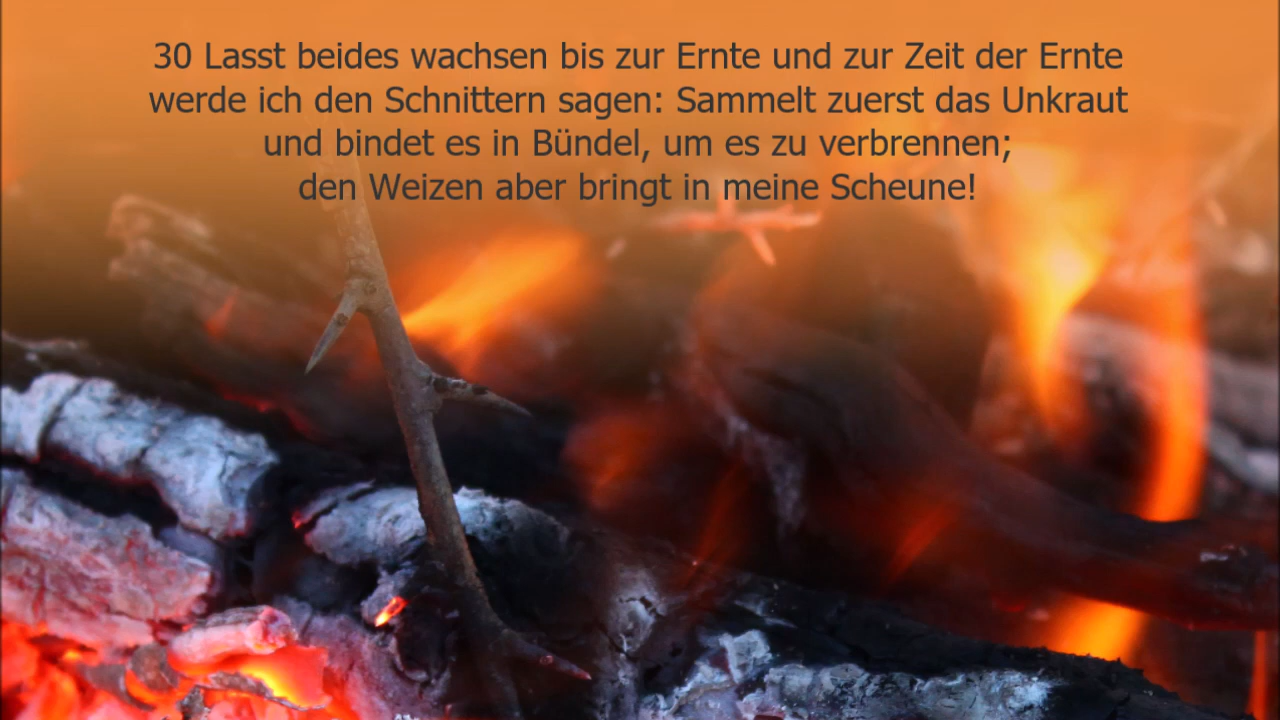 30 Lasst beides wachsen bis zur Ernte und zur Zeit der Ernte
werde ich den Schnittern sagen: Sammelt zuerst das Unkraut
und bindet es in Bündel, um es zu verbrennen;
den Weizen aber bringt in meine Scheune!